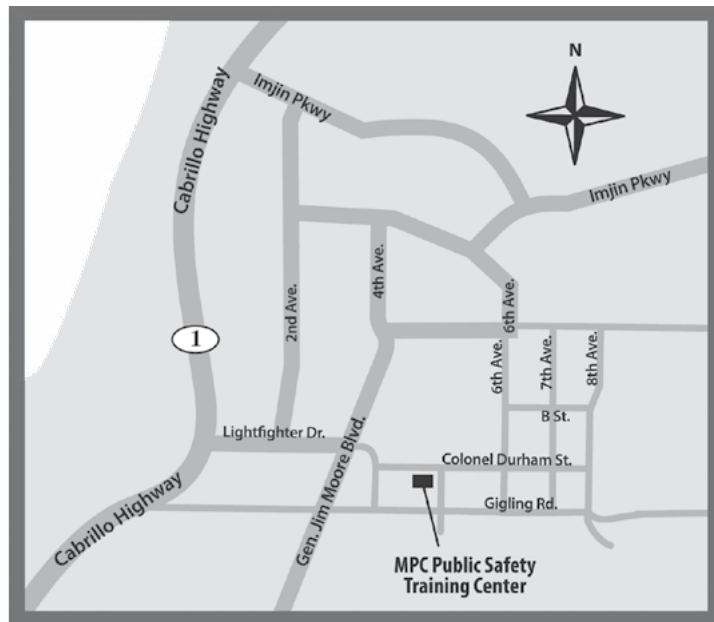 N
Imjin Pkwy
Cabrillo Highway
Imjin Pkwy
4th Ave.
2nd Ave.
6th Ave.
1
6th Ave.
7th Ave.
8th Ave.
B St.
Lightfighter Dr.
Gen. Jim Moore Blvd.
Colonel Durham St.
Gigling Rd.
Cabrillo Highway
MPC Public Safety
Training Center